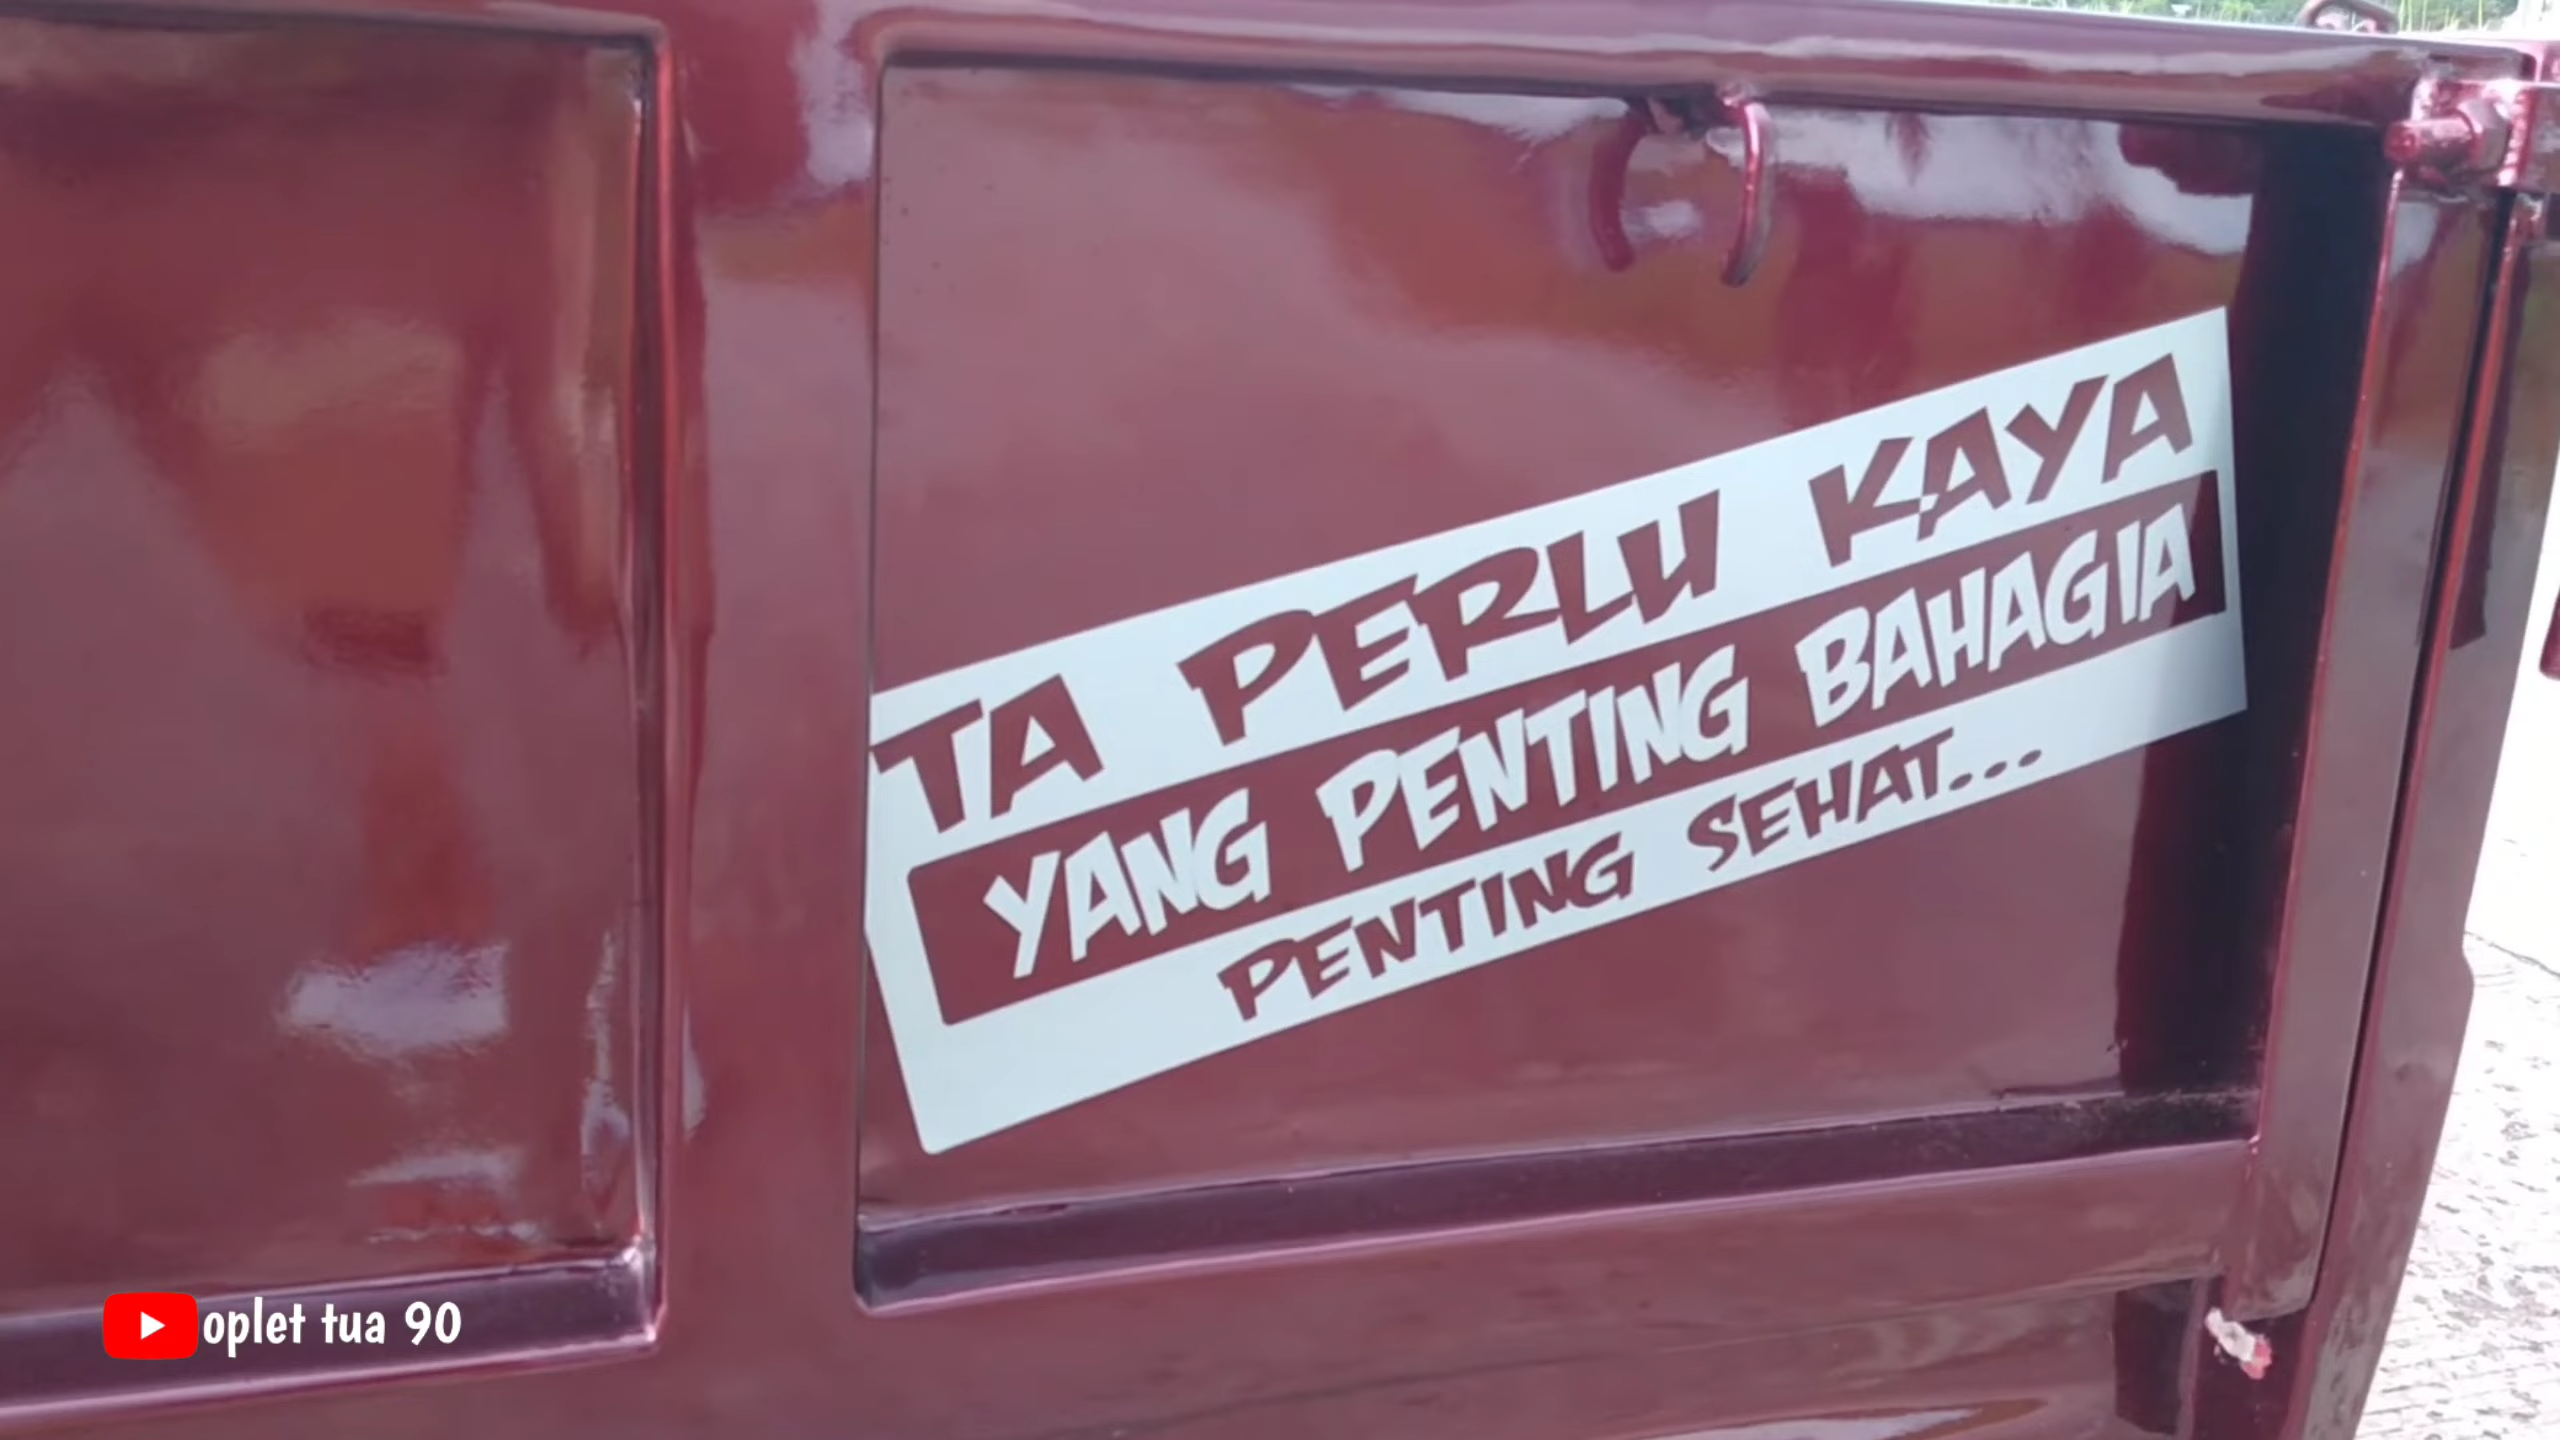 TA PERLU KAYA
YANG PENTING BAHAGIA
PENTING SEHAT...
oplet tua 90